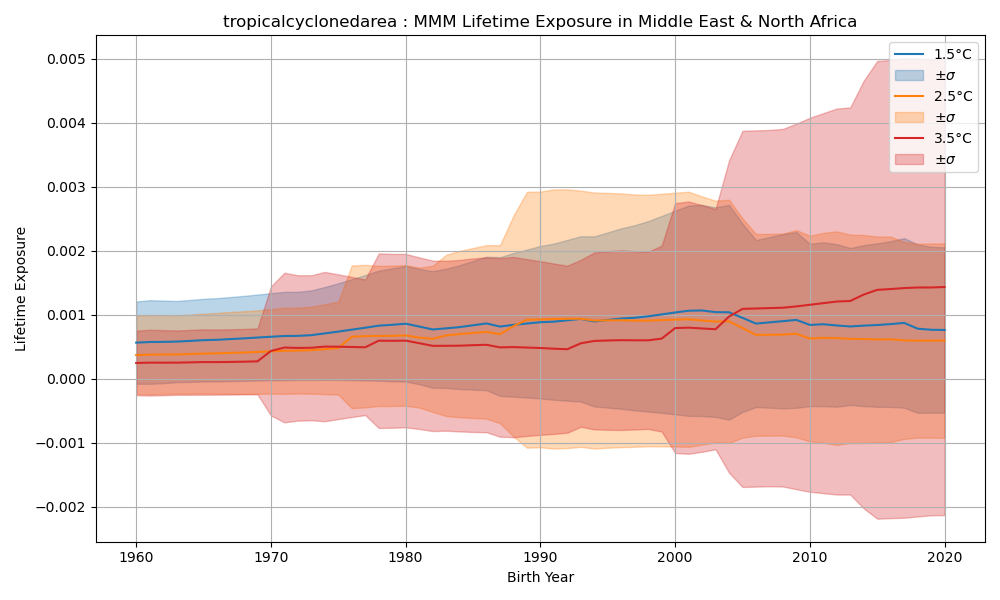 tropicalcyclonedarea : MMM Lifetime Exposure in Middle East & North Africa
0.005
0.004
0.003
0.002
0.001
0.000
−0.001
−0.002
Lifetime Exposure
1960
1970
1980
1990
2000
2010
2020
Birth Year
1.5°C
±σ
2.5°C
±σ
3.5°C
±σ